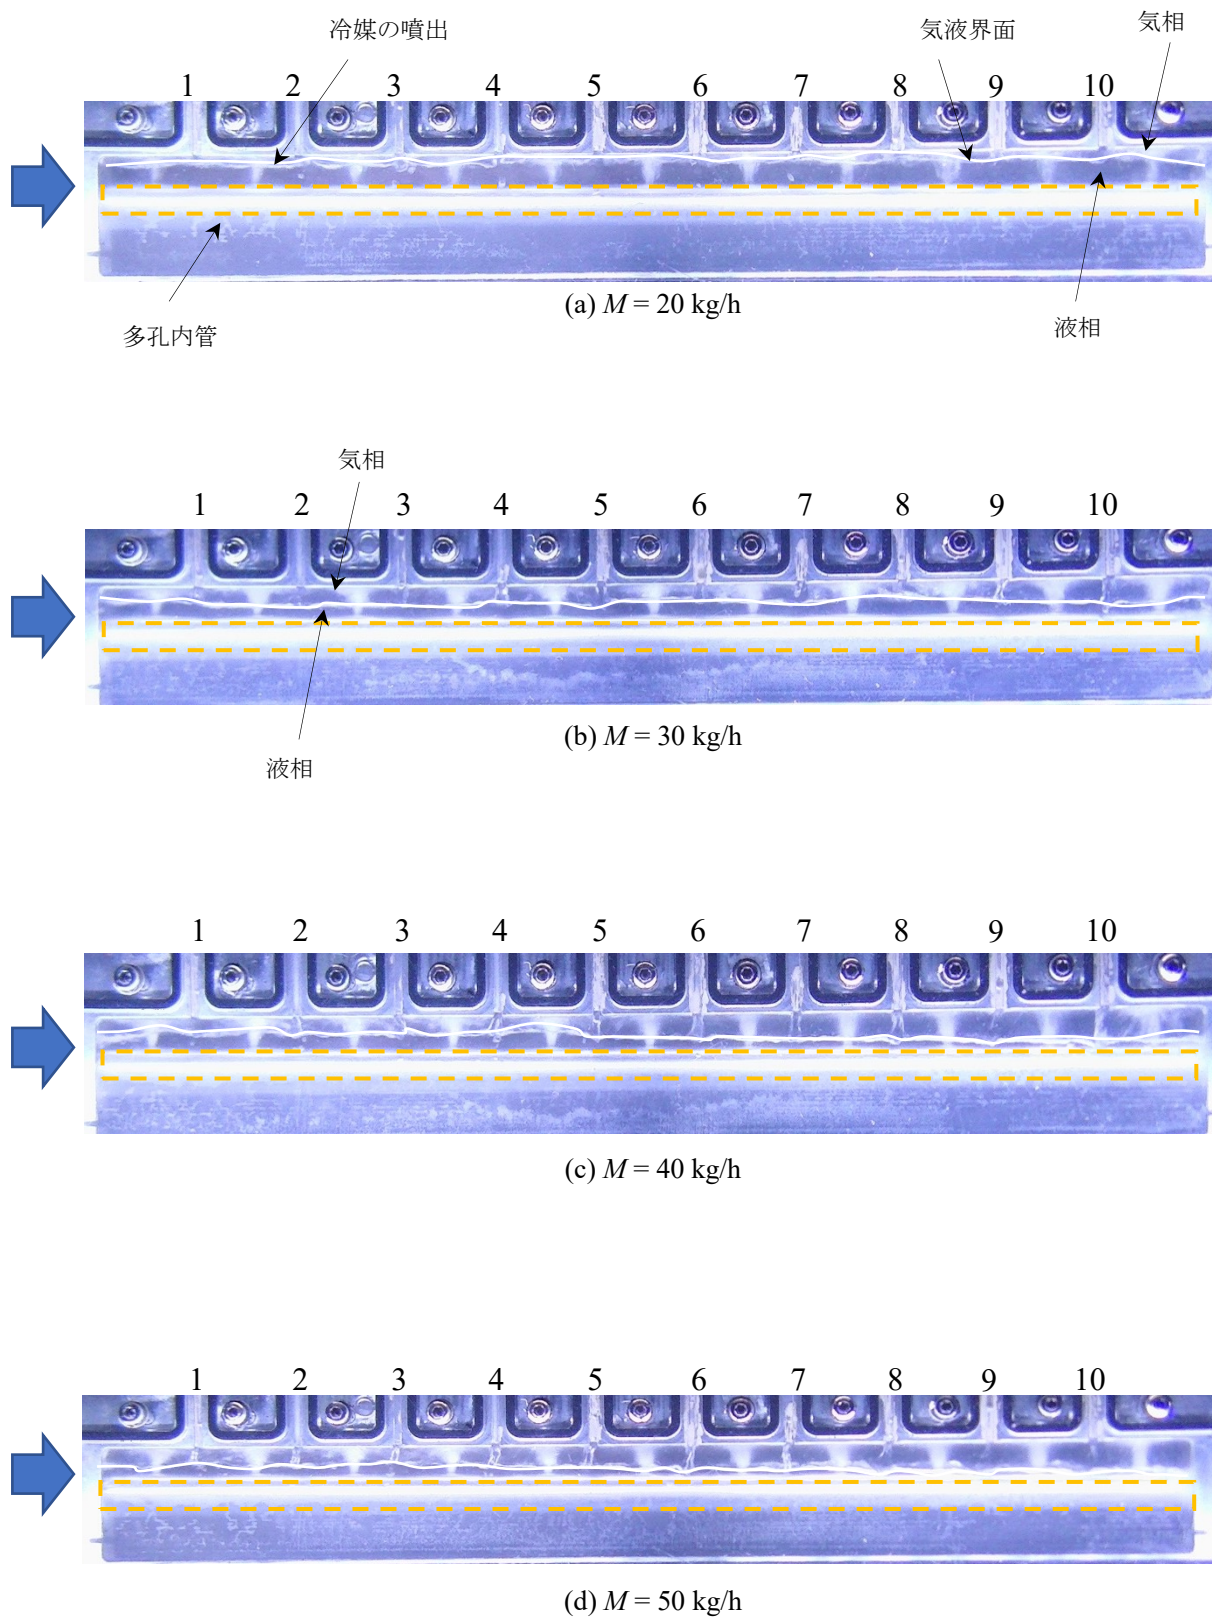 冷媒の噴出 気液界面 気相
1 2 3 4 5 6 7 8 9 10
(a) M = 20 kg/h
多孔内管 液相
気相
1 2 3 4 5 6 7 8 9 10
(b) M = 30 kg/h
液相
1 2 3 4 5 6 7 8 9 10
(c) M = 40 kg/h
1 2 3 4 5 6 7 8 9 10
(d) M = 50 kg/h